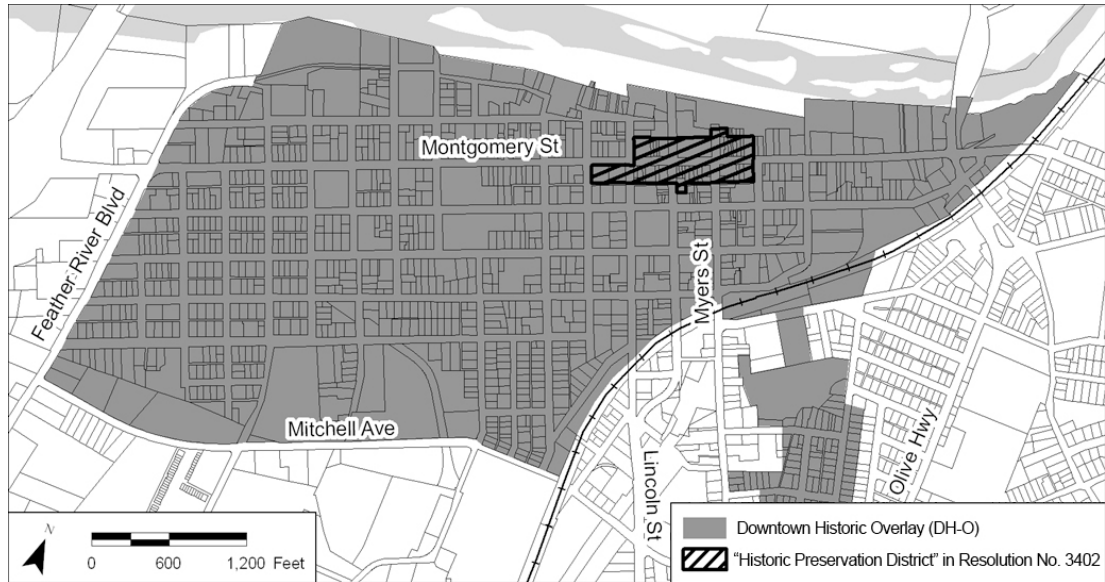 Montgomery St
Feather River Blvd
Myers St
Mitchell Ave
Lincoln St
Olive Hwy
N
0 600 1,200 Feet
Downtown Historic Overlay (DH-O)
"Historic Preservation District" in Resolution No. 3402